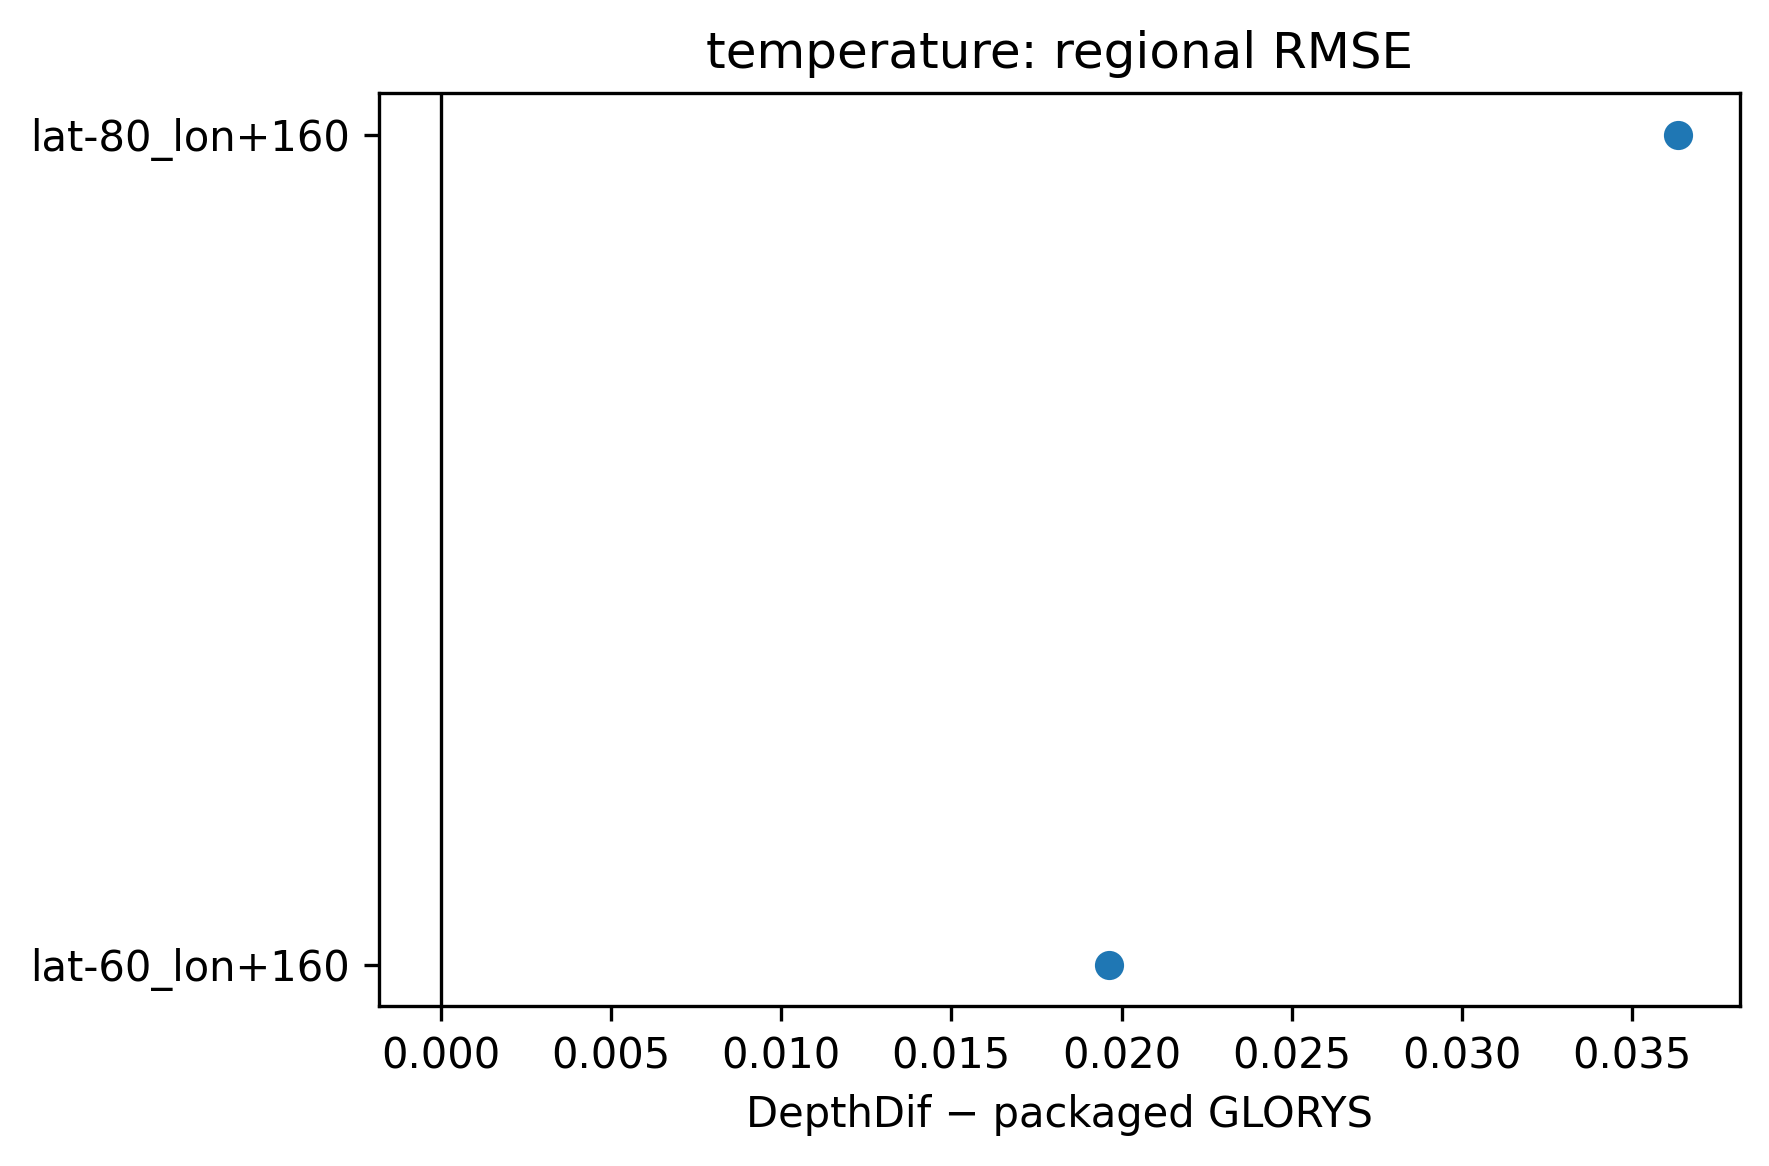 temperature: regional RMSE
lat-80_lon+160
lat-60_lon+160
0.000 0.005 0.010 0.015 0.020 0.025 0.030 0.035
DepthDif − packaged GLORYS